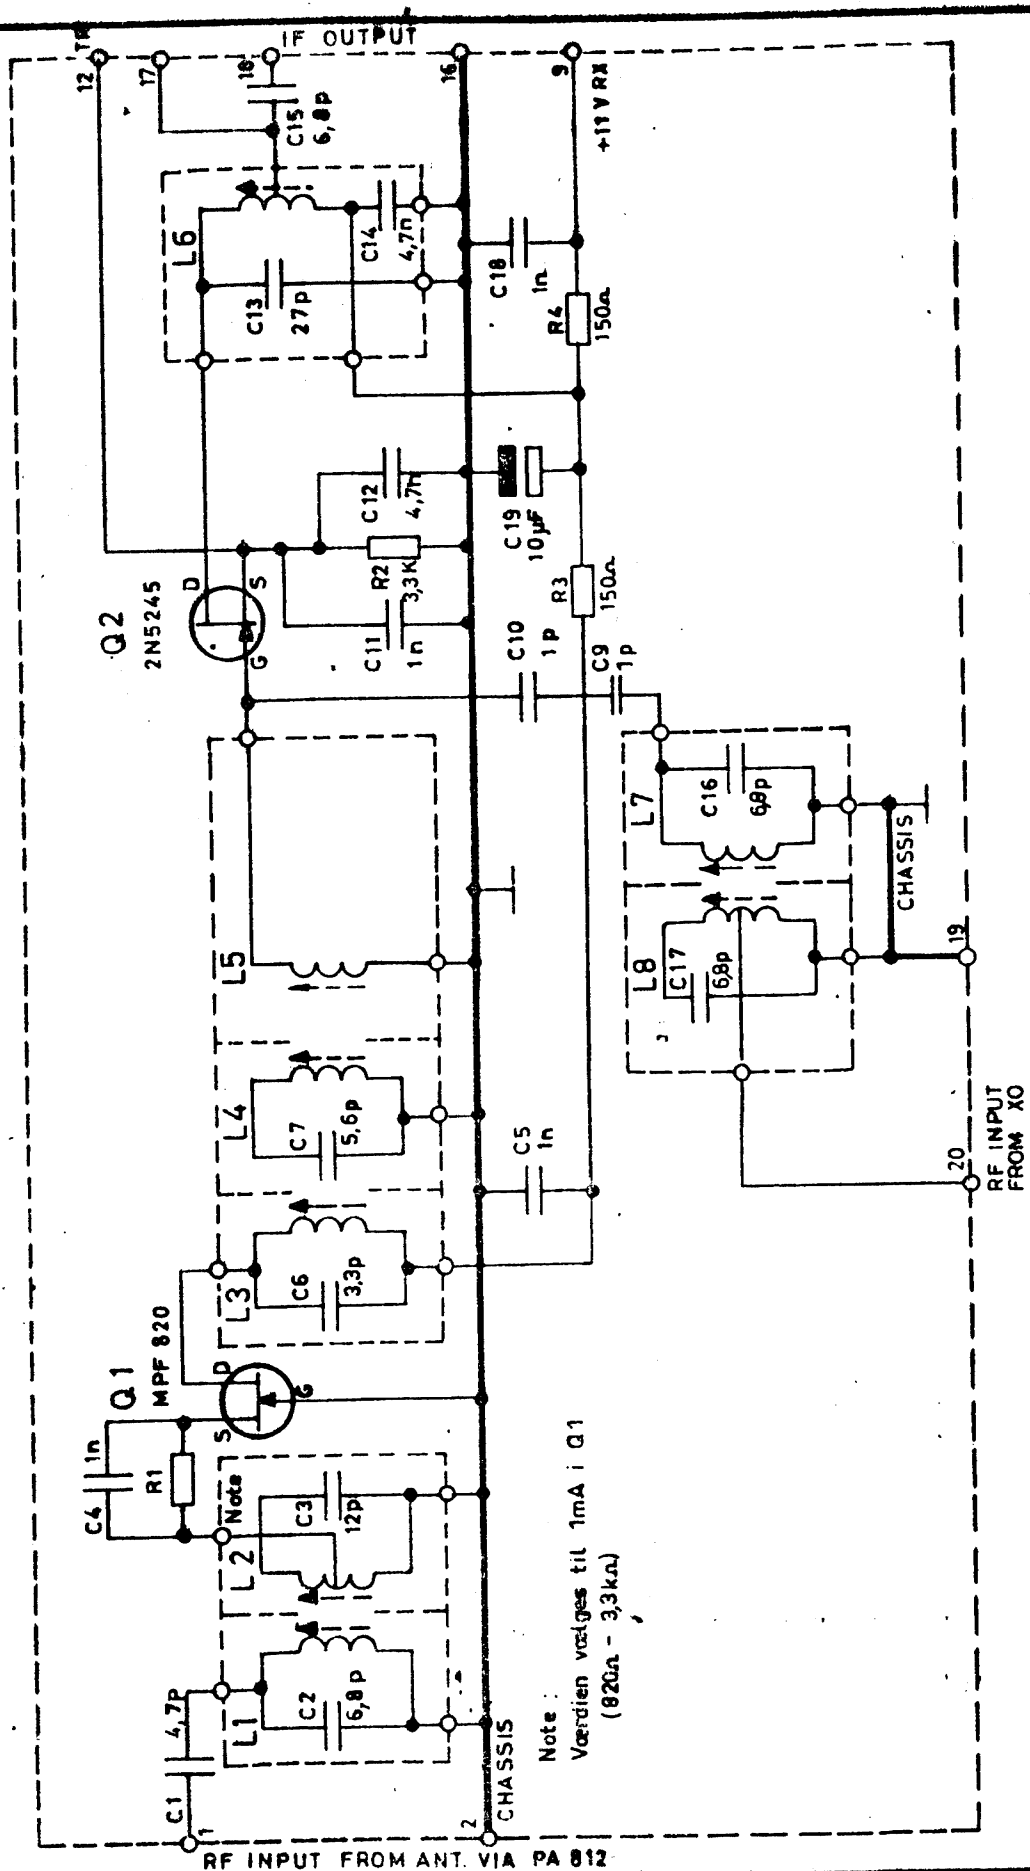 TR
12
17
18
IF OUTPUT
16
9
+11V RX
C15
6,8p
L6
C13
27p
C14
4,7n
C18
1n
R4
150Ω
Q2
2N5245
D
S
G
C12
4,7n
R2
3,3K
C11
1n
C19
10µF
R3
150Ω
C10
1p
C9
1p
L5
L4
C7
5,6p
L3
C6
3,3p
C5
1n
L7
C16
6,8p
L8
C17
6,8p
CHASSIS
19
20
RF INPUT
FROM XO
Q1
MPF 820
D
S
G
C4
1n
R1
Note
L2
C3
12p
L1
C2
6,8p
C1
4,7p
1
2
CHASSIS
Note :
Værdien vælges til 1mA i Q1
(820Ω - 3,3kΩ)
RF INPUT FROM ANT. VIA PA 812